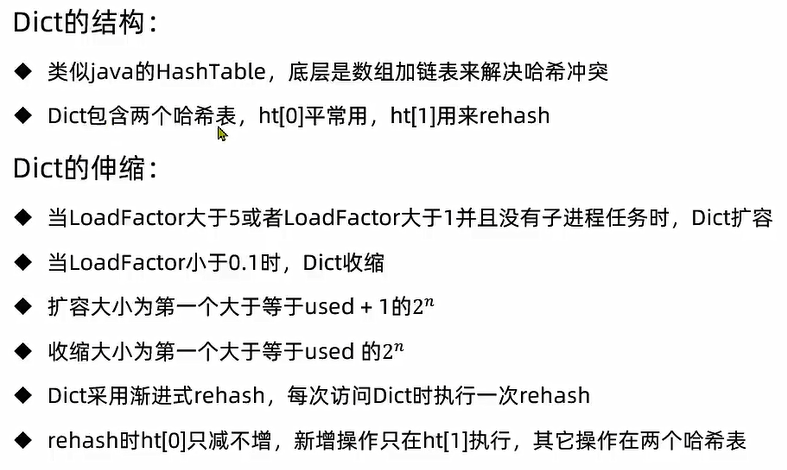 Dict的结构：
◆ 类似java的HashTable，底层是数组加链表来解决哈希冲突
◆ Dict包含两个哈希表，ht[0]平常用，ht[1]用来rehash
Dict的伸缩：
◆ 当LoadFactor大于5或者LoadFactor大于1并且没有子进程任务时，Dict扩容
◆ 当LoadFactor小于0.1时，Dict收缩
◆ 扩容大小为第一个大于等于used + 1的2ⁿ
◆ 收缩大小为第一个大于等于used 的2ⁿ
◆ Dict采用渐进式rehash，每次访问Dict时执行一次rehash
◆ rehash时ht[0]只减不增，新增操作只在ht[1]执行，其它操作在两个哈希表